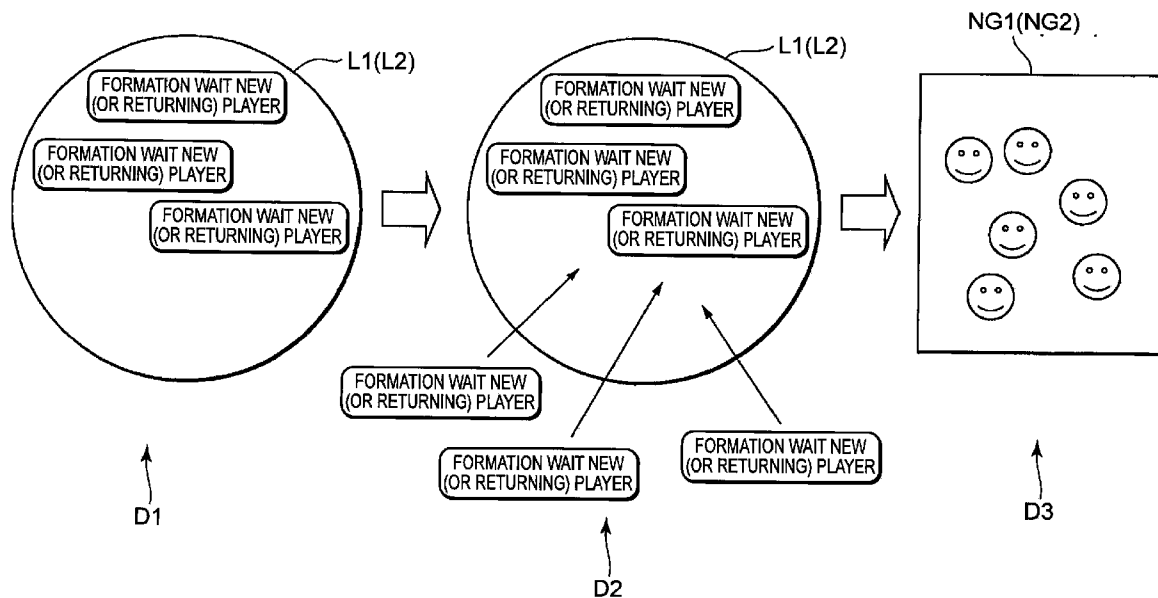 L1(L2)
FORMATION WAIT NEW
(OR RETURNING) PLAYER
FORMATION WAIT NEW
(OR RETURNING) PLAYER
FORMATION WAIT NEW
(OR RETURNING) PLAYER
D1
L1(L2)
FORMATION WAIT NEW
(OR RETURNING) PLAYER
FORMATION WAIT NEW
(OR RETURNING) PLAYER
FORMATION WAIT NEW
(OR RETURNING) PLAYER
FORMATION WAIT NEW
(OR RETURNING) PLAYER
FORMATION WAIT NEW
(OR RETURNING) PLAYER
FORMATION WAIT NEW
(OR RETURNING) PLAYER
D2
NG1(NG2)
D3